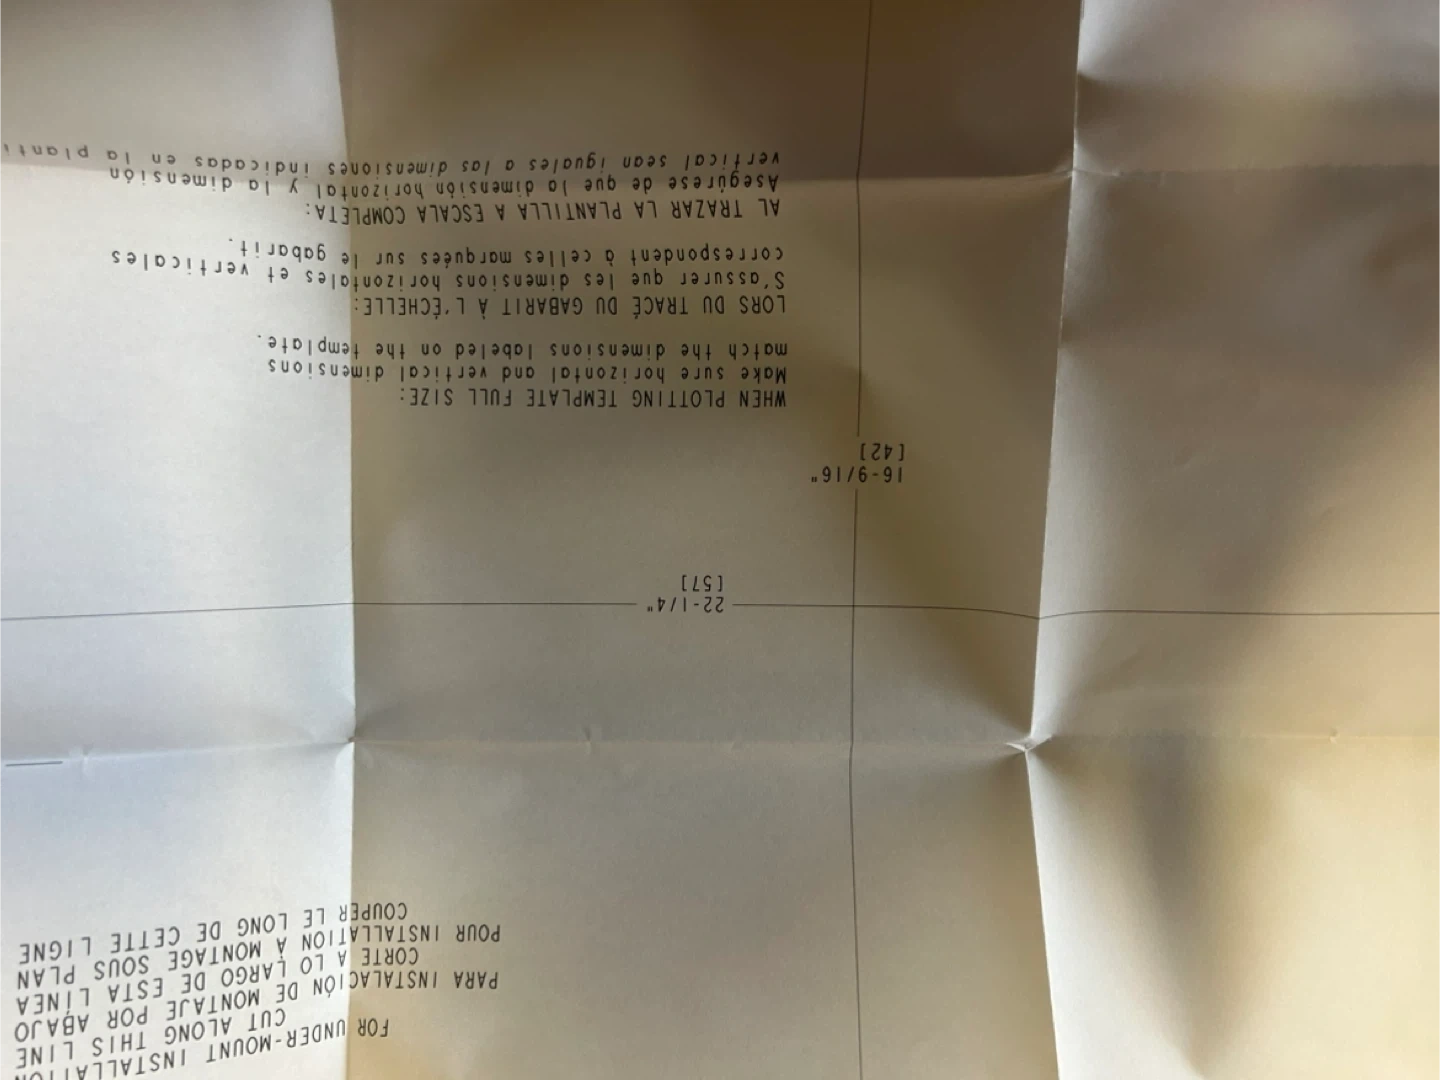 FOR UNDER-MOUNT INSTALLATION
CUT ALONG THIS LINE
PARA INSTALACIÓN DE MONTAJE POR ABAJO
CORTE A LO LARGO DE ESTA LÍNEA
POUR INSTALLATION À MONTAGE SOUS PLAN
COUPER LE LONG DE CETTE LIGNE
22-1/4"
[57]
16-9/16"
[42]
WHEN PLOTTING TEMPLATE FULL SIZE:
Make sure horizontal and vertical dimensions
match the dimensions labeled on the template.
LORS DU TRACÉ DU GABARIT À L'ÉCHELLE:
S'assurer que les dimensions horizontales et verticales
correspondent à celles marquées sur le gabarit.
AL TRAZAR LA PLANTILLA A ESCALA COMPLETA:
Asegúrese de que la dimensión horizontal y la dimensión
vertical sean iguales a las dimensiones indicadas en la planti